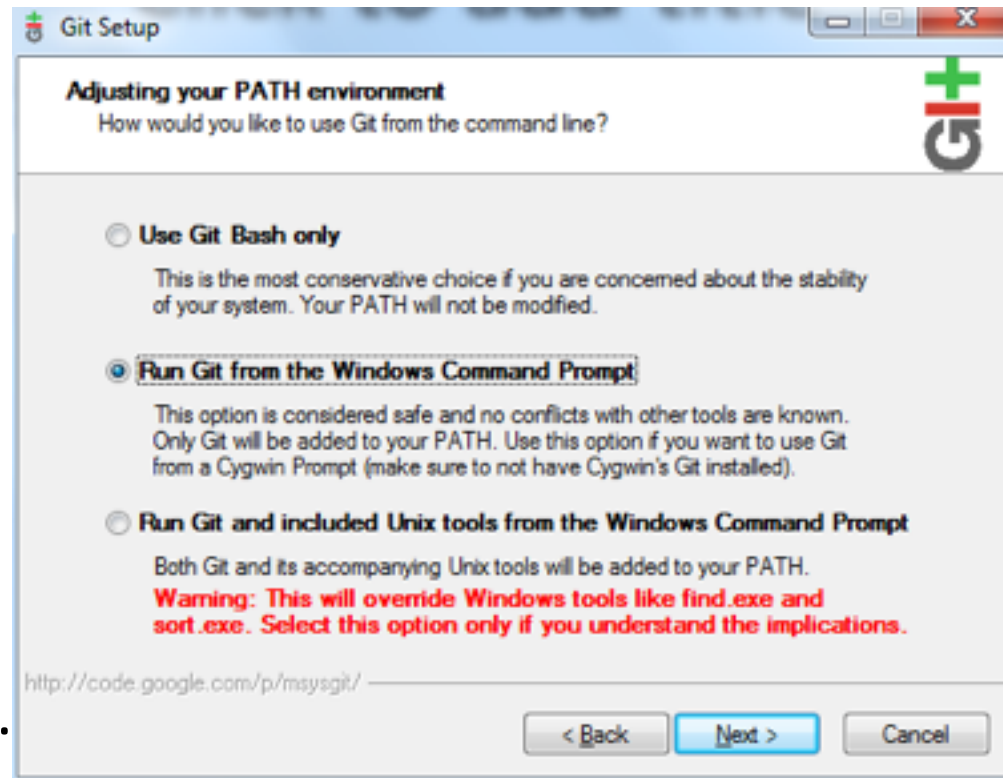 Git Setup
Adjusting your PATH environment
How would you like to use Git from the command line?
Git
Use Git Bash only
This is the most conservative choice if you are concerned about the stability
of your system. Your PATH will not be modified.
Run Git from the Windows Command Prompt
This option is considered safe and no conflicts with other tools are known.
Only Git will be added to your PATH. Use this option if you want to use Git
from a Cygwin Prompt (make sure to not have Cygwin's Git installed).
Run Git and included Unix tools from the Windows Command Prompt
Both Git and its accompanying Unix tools will be added to your PATH.
Warning: This will override Windows tools like find.exe and
sort.exe. Select this option only if you understand the implications.
http://code.google.com/p/msysgit/
< Back Next > Cancel